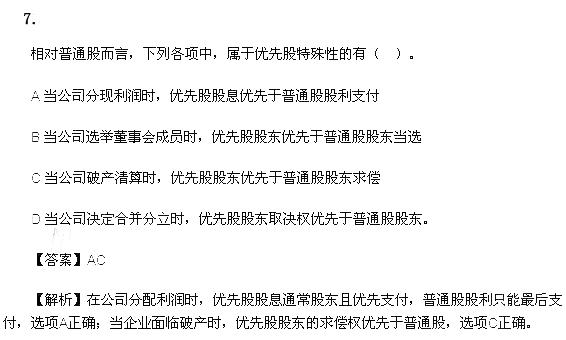 7.
相对普通股而言，下列各项中，属于优先股特殊性的有（　）。
A 当公司分现利润时，优先股股息优先于普通股股利支付
B 当公司选举董事会成员时，优先股股东优先于普通股股东当选
C 当公司破产清算时，优先股股东优先于普通股股东求偿
D 当公司决定合并分立时，优先股股东取决权优先于普通股股东。
【答案】AC
【解析】在公司分配利润时，优先股股息通常股东且优先支付，普通股股利只能最后支
付，选项A正确；当企业面临破产时，优先股股东的求偿权优先于普通股，选项C正确。